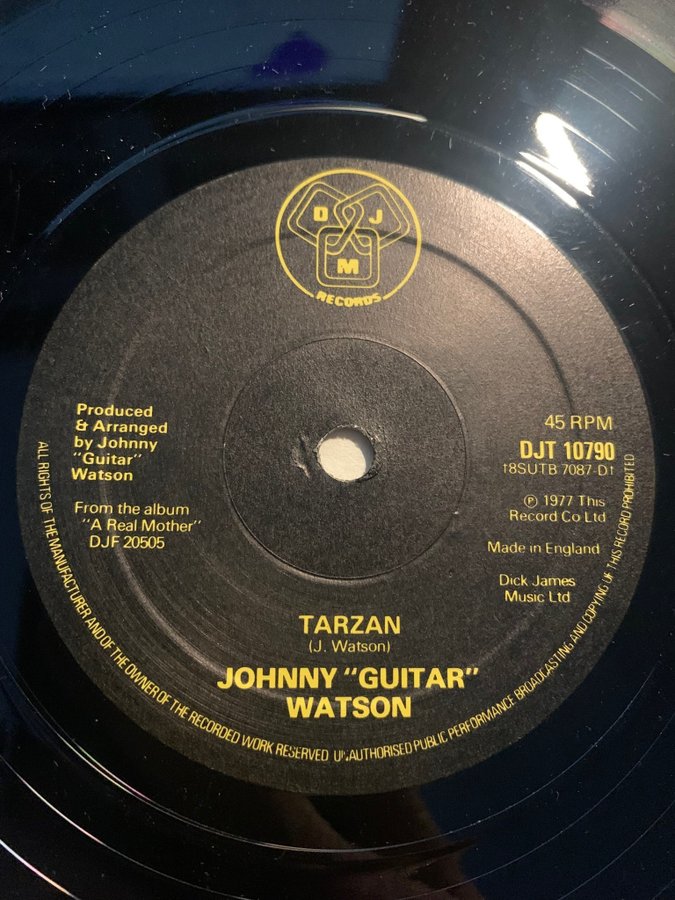 D J
M
RECORDS
Produced
& Arranged
by Johnny
"Guitar"
Watson
From the album
"A Real Mother"
DJF 20505
45 RPM
DJT 10790
↑8SUTB 7087-D↑
℗ 1977 This
Record Co Ltd
Made in England
Dick James
Music Ltd
TARZAN
(J. Watson)
JOHNNY "GUITAR"
WATSON
ALL RIGHTS OF THE MANUFACTURER AND OF THE OWNER OF THE RECORDED WORK RESERVED UNAUTHORISED PUBLIC PERFORMANCE BROADCASTING AND COPYING OF THIS RECORD PROHIBITED